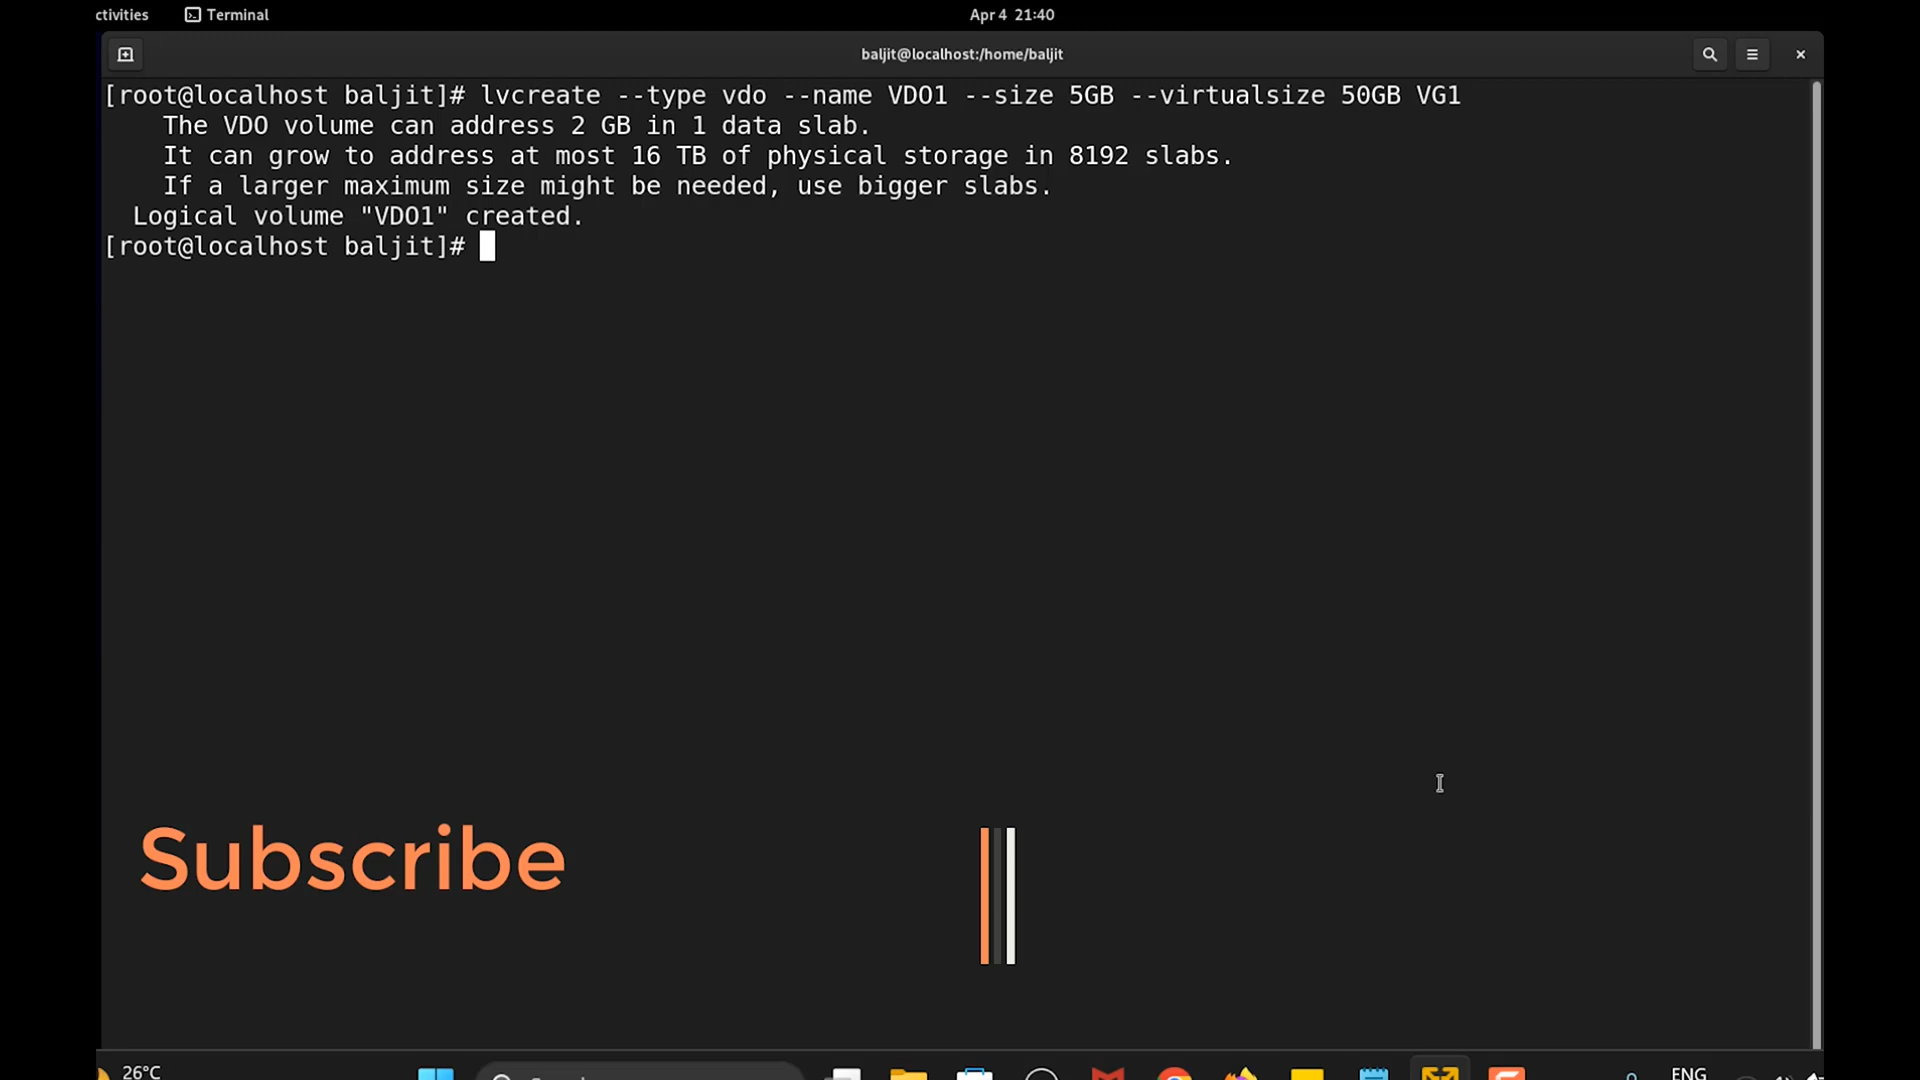 ctivities Terminal Apr 4 21:40
baljit@localhost:/home/baljit
[root@localhost baljit]# lvcreate --type vdo --name VDO1 --size 5GB --virtualsize 50GB VG1
The VDO volume can address 2 GB in 1 data slab.
It can grow to address at most 16 TB of physical storage in 8192 slabs.
If a larger maximum size might be needed, use bigger slabs.
Logical volume "VDO1" created.
[root@localhost baljit]#
Subscribe
26°C ENG